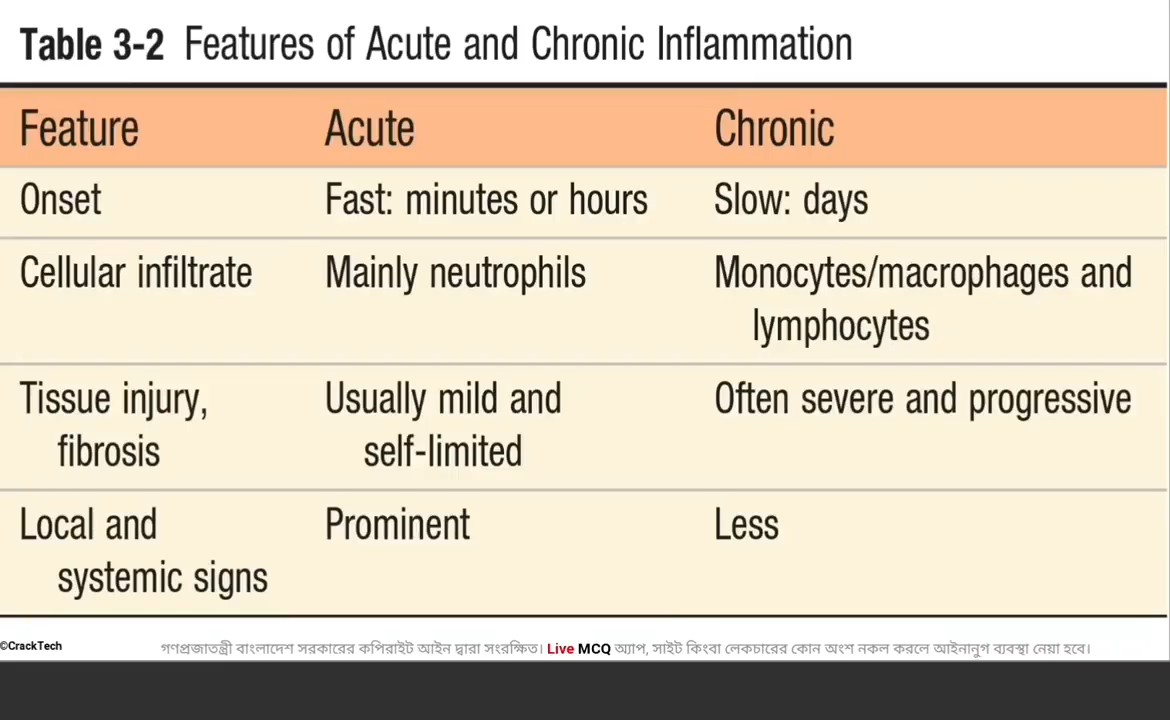 Table 3-2 Features of Acute and Chronic Inflammation
Feature Acute Chronic
Onset Fast: minutes or hours Slow: days
Cellular infiltrate Mainly neutrophils Monocytes/macrophages and
lymphocytes
Tissue injury, Usually mild and Often severe and progressive
fibrosis self-limited
Local and Prominent Less
systemic signs
©CrackTech গণপ্রজাতন্ত্রী বাংলাদেশ সরকারের কপিরাইট আইন দ্বারা সংরক্ষিত। Live MCQ অ্যাপ, সাইট কিংবা লেকচারের কোন অংশ নকল করলে আইনানুগ ব্যবস্থা নেয়া হবে।